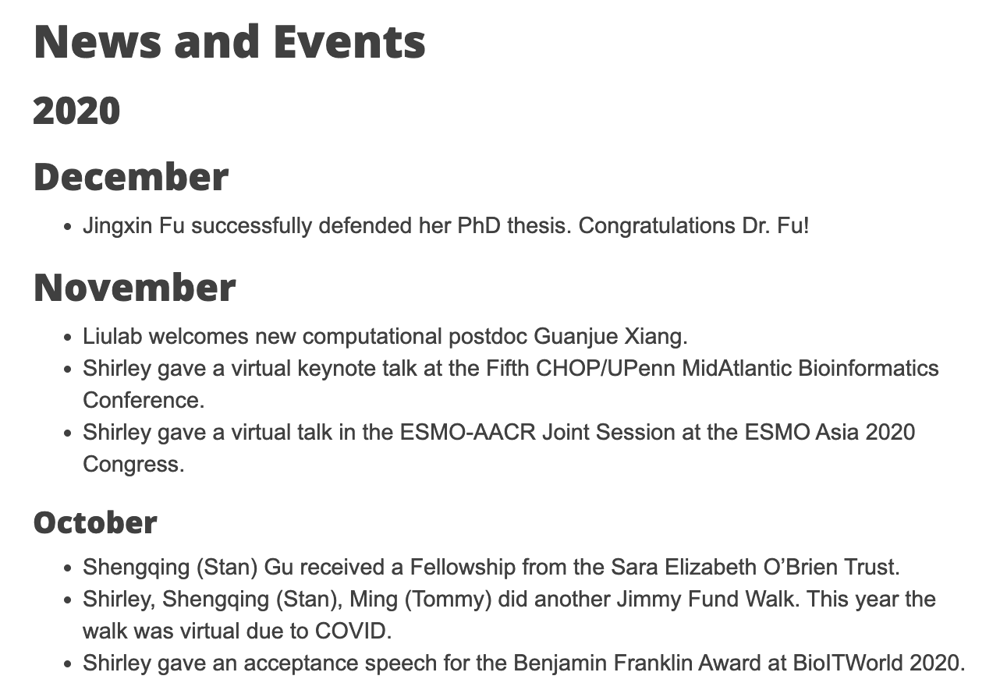 News and Events
2020
December
• Jingxin Fu successfully defended her PhD thesis. Congratulations Dr. Fu!
November
• Liulab welcomes new computational postdoc Guanjue Xiang.
• Shirley gave a virtual keynote talk at the Fifth CHOP/UPenn MidAtlantic Bioinformatics
Conference.
• Shirley gave a virtual talk in the ESMO-AACR Joint Session at the ESMO Asia 2020
Congress.
October
• Shengqing (Stan) Gu received a Fellowship from the Sara Elizabeth O’Brien Trust.
• Shirley, Shengqing (Stan), Ming (Tommy) did another Jimmy Fund Walk. This year the
walk was virtual due to COVID.
• Shirley gave an acceptance speech for the Benjamin Franklin Award at BioITWorld 2020.